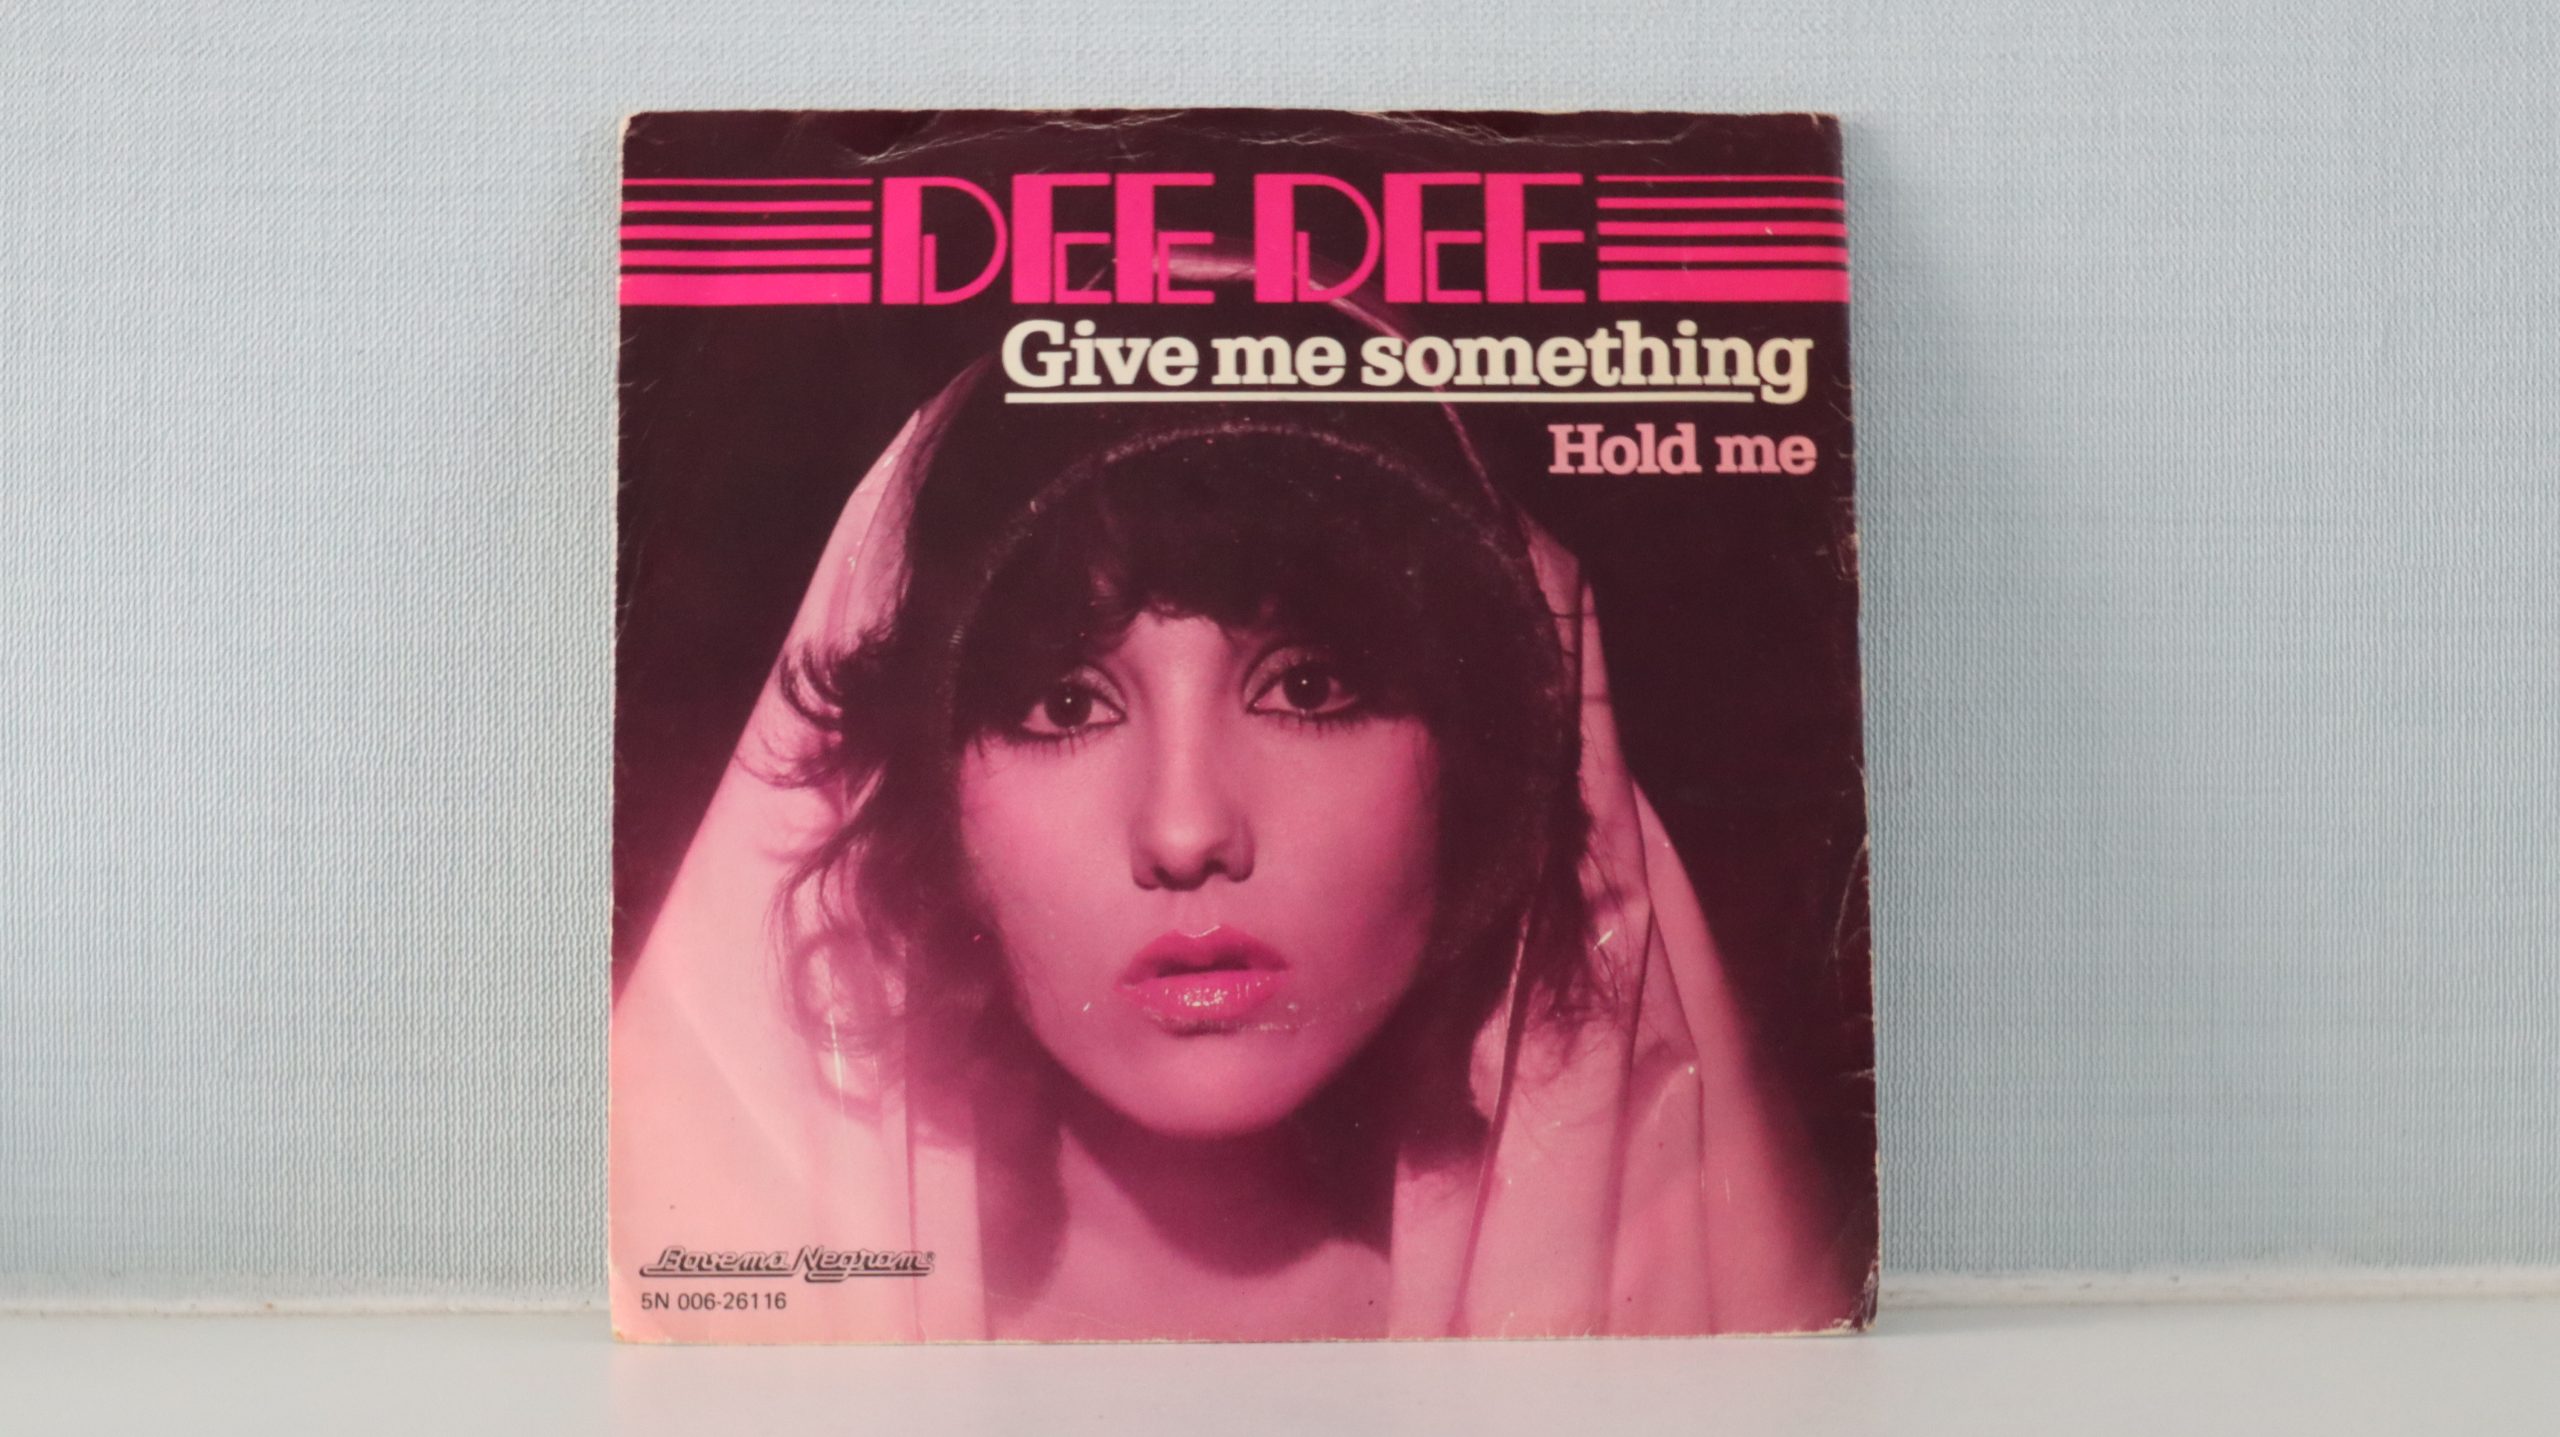 DEE DEE
Give me something
Hold me
Bovema Negram®
5N 006-26116